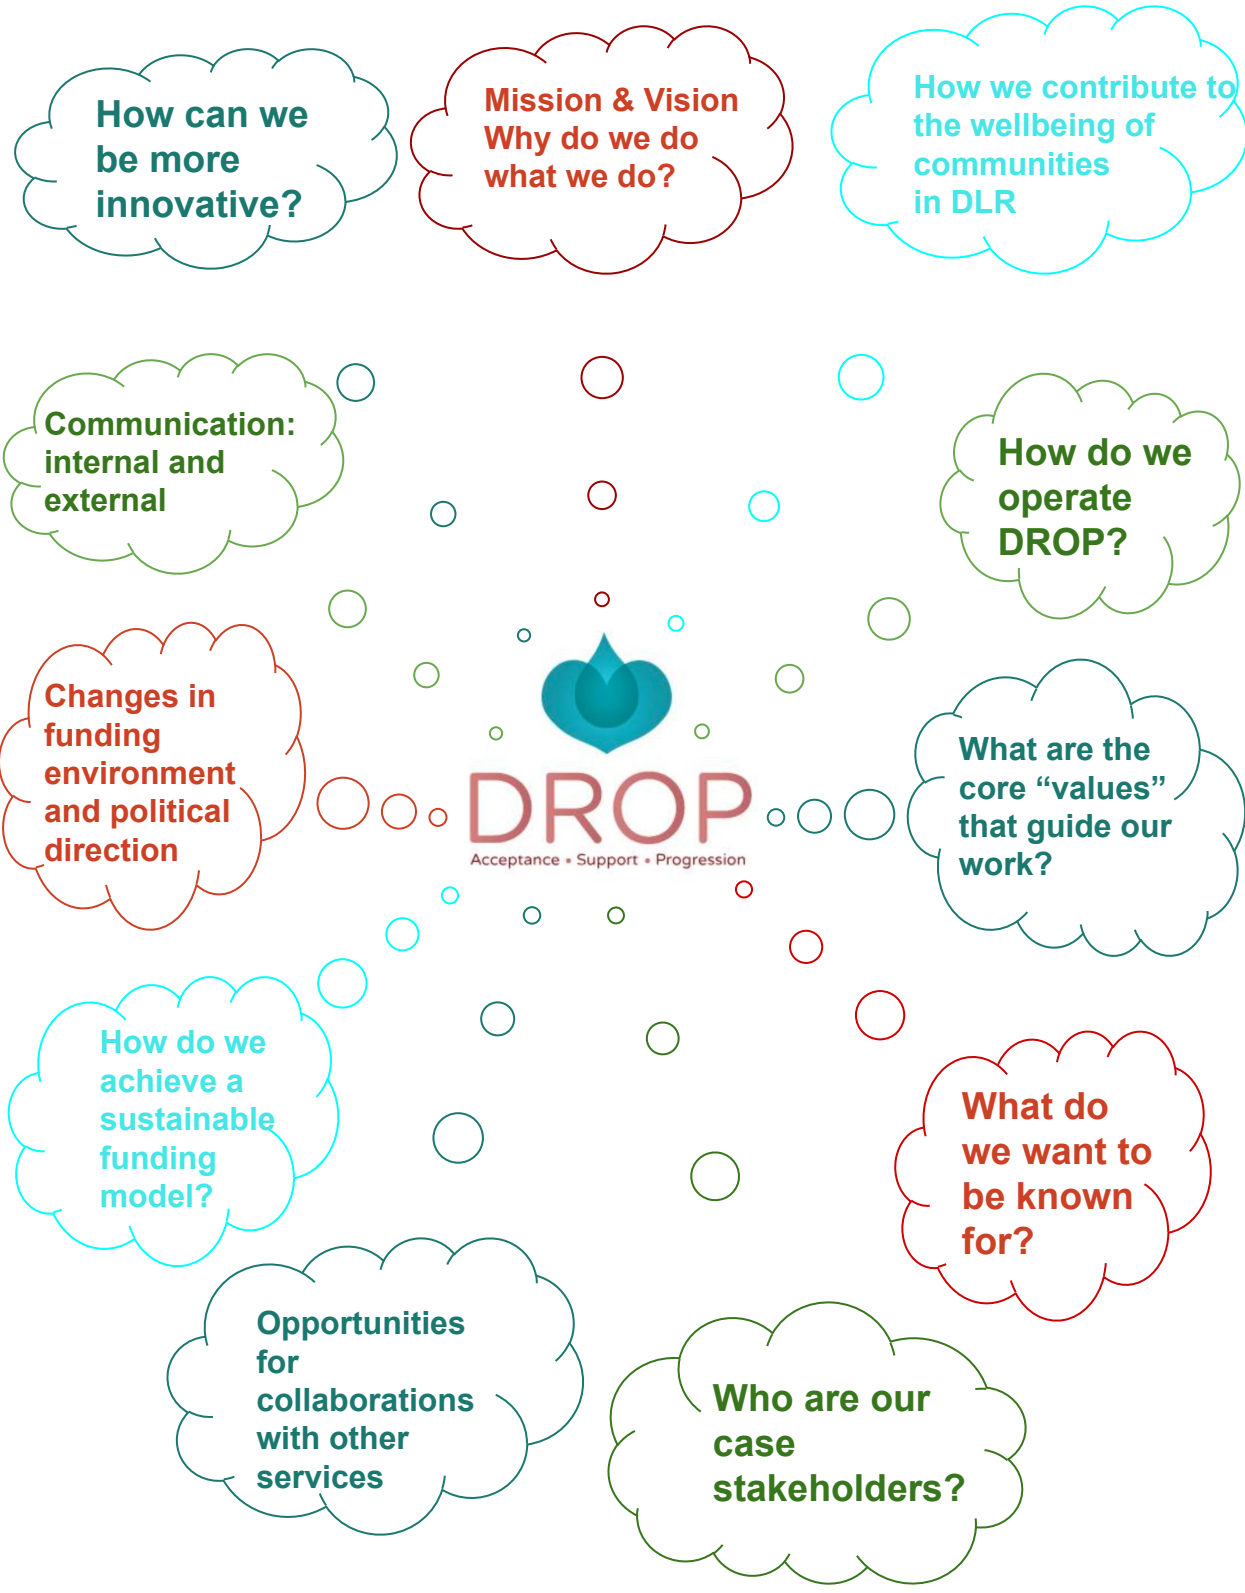 How can we
be more
innovative?
Mission & Vision
Why do we do
what we do?
How we contribute to
the wellbeing of
communities
in DLR
Communication:
internal and
external
How do we
operate
DROP?
Changes in
funding
environment
and political
direction
DROP
Acceptance • Support • Progression
What are the
core “values”
that guide our
work?
How do we
achieve a
sustainable
funding
model?
What do
we want to
be known
for?
Opportunities
for
collaborations
with other
services
Who are our
case
stakeholders?